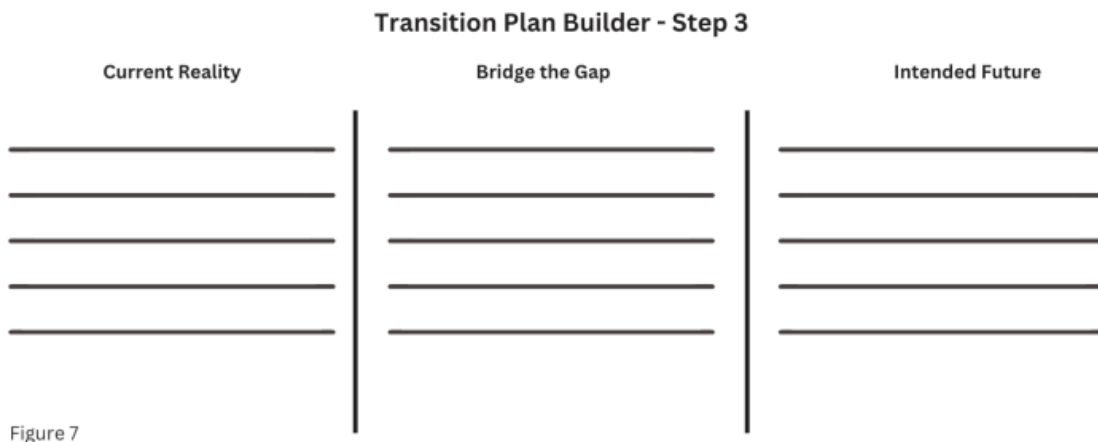 Transition Plan Builder - Step 3
Current Reality
Bridge the Gap
Intended Future
Figure 7